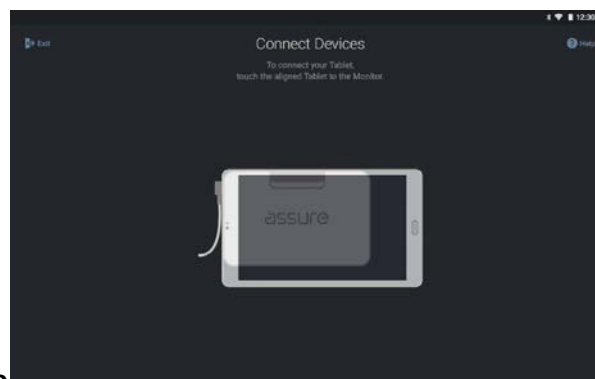 12:30
Exit
Connect Devices
Help
To connect your Tablet,
touch the aligned Tablet to the Monitor.
assure